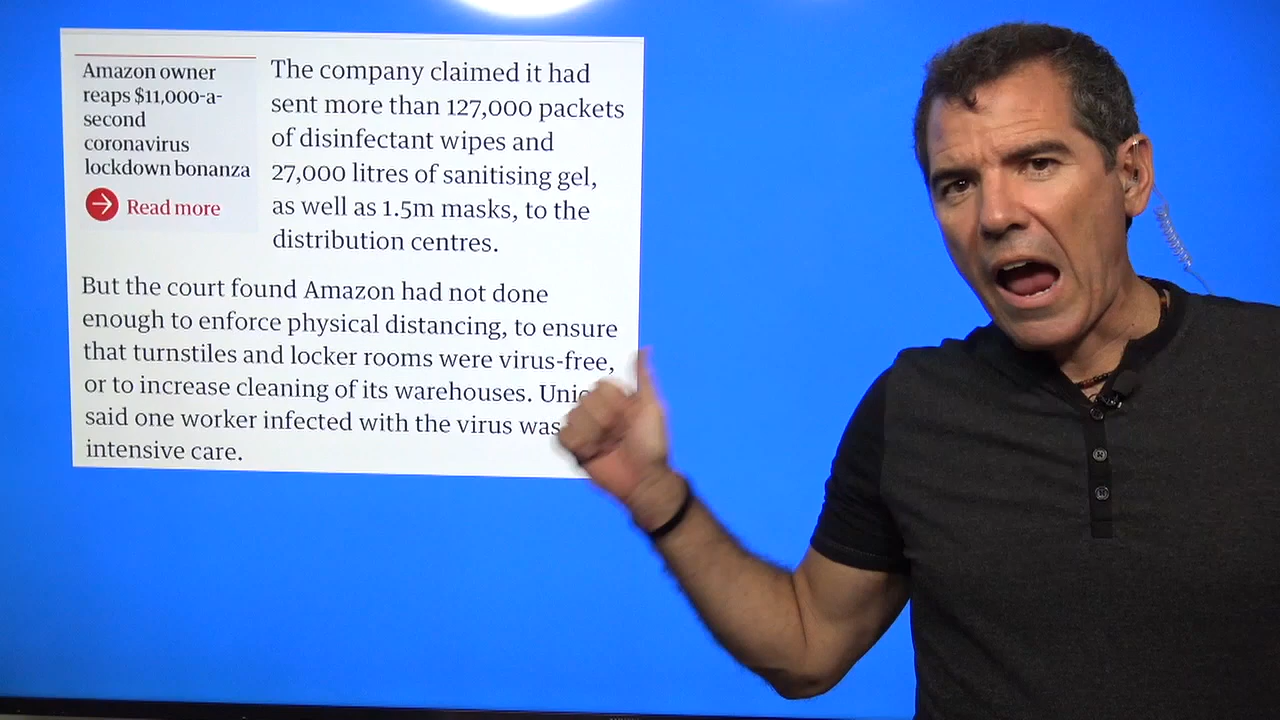 Amazon owner
reaps $11,000-a-
second
coronavirus
lockdown bonanza
Read more
The company claimed it had
sent more than 127,000 packets
of disinfectant wipes and
27,000 litres of sanitising gel,
as well as 1.5m masks, to the
distribution centres.
But the court found Amazon had not done
enough to enforce physical distancing, to ensure
that turnstiles and locker rooms were virus-free,
or to increase cleaning of its warehouses.
said one worker infected with the virus was
intensive care.